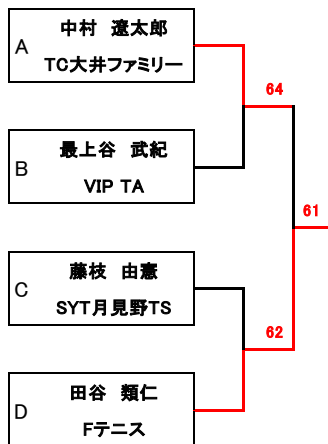 A
中村　遼太郎
TC大井ファミリー
64
B
最上谷　武紀
VIP TA
61
C
藤枝　由憲
SYT月見野TS
62
D
田谷　類仁
Fテニス